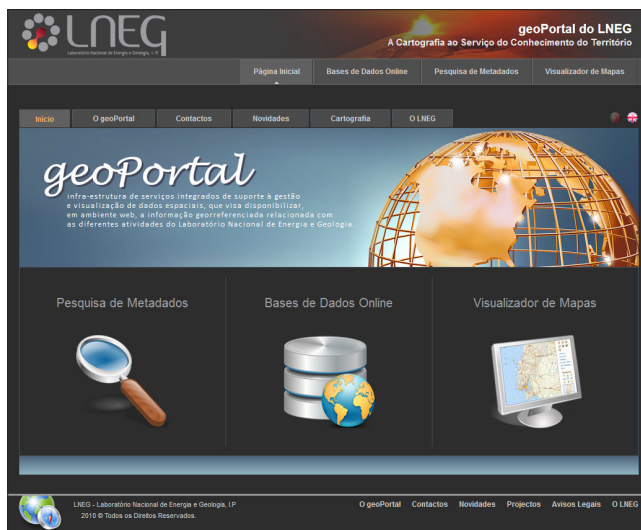 LNEG
Laboratório Nacional de Energia e Geologia, I. P.
geoPortal do LNEG
A Cartografia ao Serviço do Conhecimento do Território
Página Inicial Bases de Dados Online Pesquisa de Metadados Visualizador de Mapas
Início O geoPortal Contactos Novidades Cartografia O LNEG
geoPortal
Infra-estrutura de serviços integrados de suporte à gestão
e visualização de dados espaciais, que visa disponibilizar,
em ambiente web, a informação georreferenciada relacionada com
as diferentes atividades do Laboratório Nacional de Energia e Geologia.
Pesquisa de Metadados Bases de Dados Online Visualizador de Mapas
LNEG - Laboratório Nacional de Energia e Geologia, I.P
2010 © Todos os Direitos Reservados.
O geoPortal Contactos Novidades Projectos Avisos Legais O LNEG